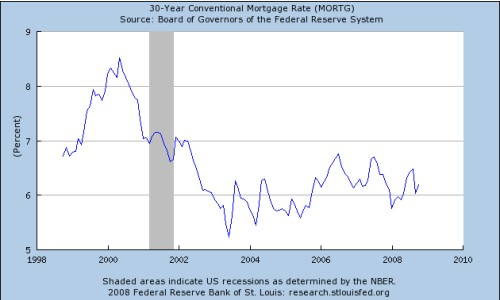 30-Year Conventional Mortgage Rate (MORTG)
Source: Board of Governors of the Federal Reserve System
9
8
7
6
5
(Percent)
1998 2000 2002 2004 2006 2008 2010
Shaded areas indicate US recessions as determined by the NBER.
2008 Federal Reserve Bank of St. Louis: research.stlouisfed.org